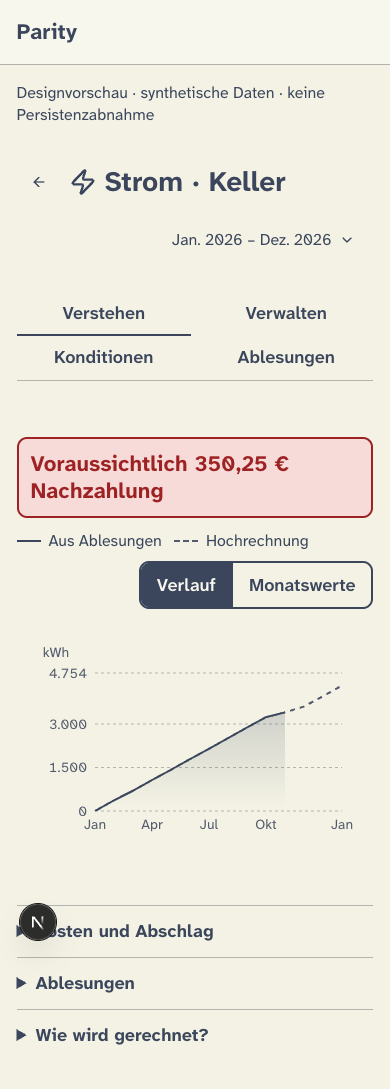 Parity
Designvorschau · synthetische Daten · keine
Persistenzabnahme
← Strom · Keller
Jan. 2026 – Dez. 2026
Verstehen Verwalten
Konditionen Ablesungen
Voraussichtlich 350,25 €
Nachzahlung
Aus Ablesungen Hochrechnung
Verlauf Monatswerte
kWh
4.754
3.000
1.500
0
Jan Apr Jul Okt Jan
N
osten und Abschlag
Ablesungen
Wie wird gerechnet?